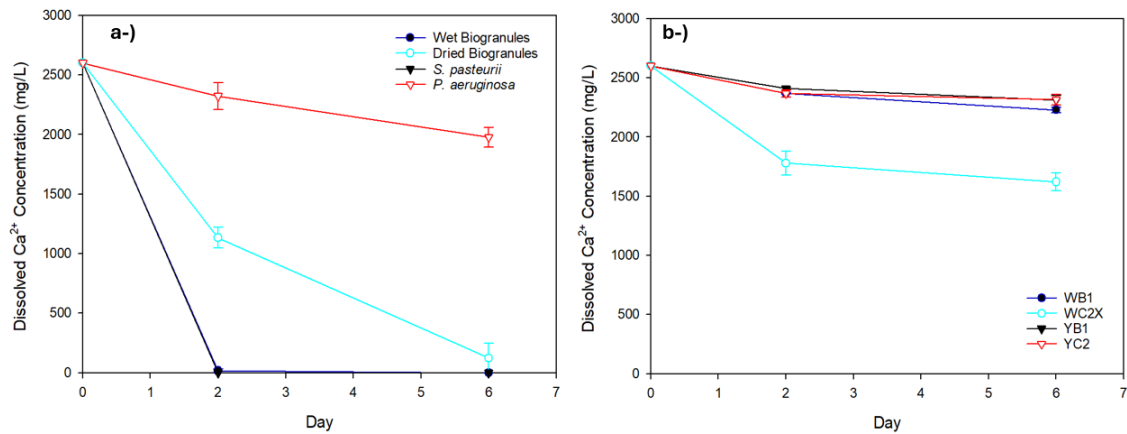 a-)
Wet Biogranules
Dried Biogranules
S. pasteurii
P. aeruginosa
Dissolved Ca²⁺ Concentration (mg/L)
3000
2500
2000
1500
1000
500
0
0 1 2 3 4 5 6 7
Day
b-)
Dissolved Ca²⁺ Concentration (mg/L)
3000
2500
2000
1500
1000
500
0
WB1
WC2X
YB1
YC2
0 1 2 3 4 5 6 7
Day